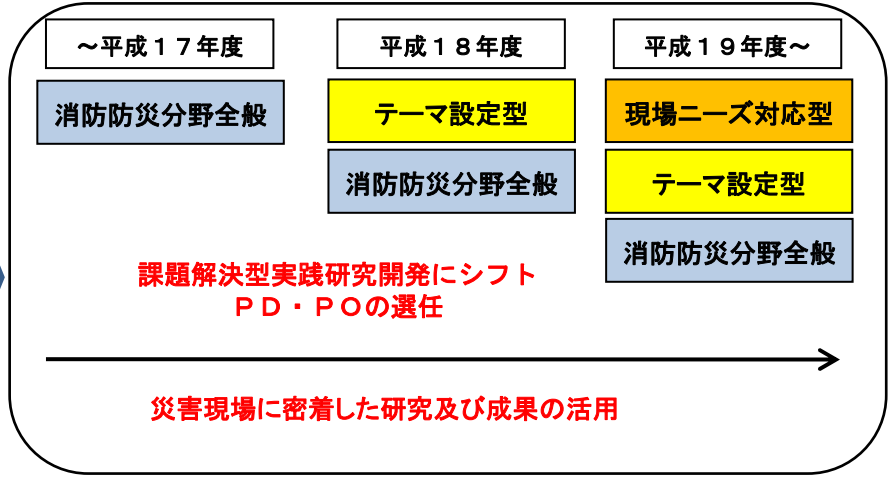 ～平成１７年度
平成１８年度
平成１９年度～
消防防災分野全般
テーマ設定型
現場ニーズ対応型
消防防災分野全般
テーマ設定型
消防防災分野全般
課題解決型実践研究開発にシフト
ＰＤ・ＰＯの選任
災害現場に密着した研究及び成果の活用